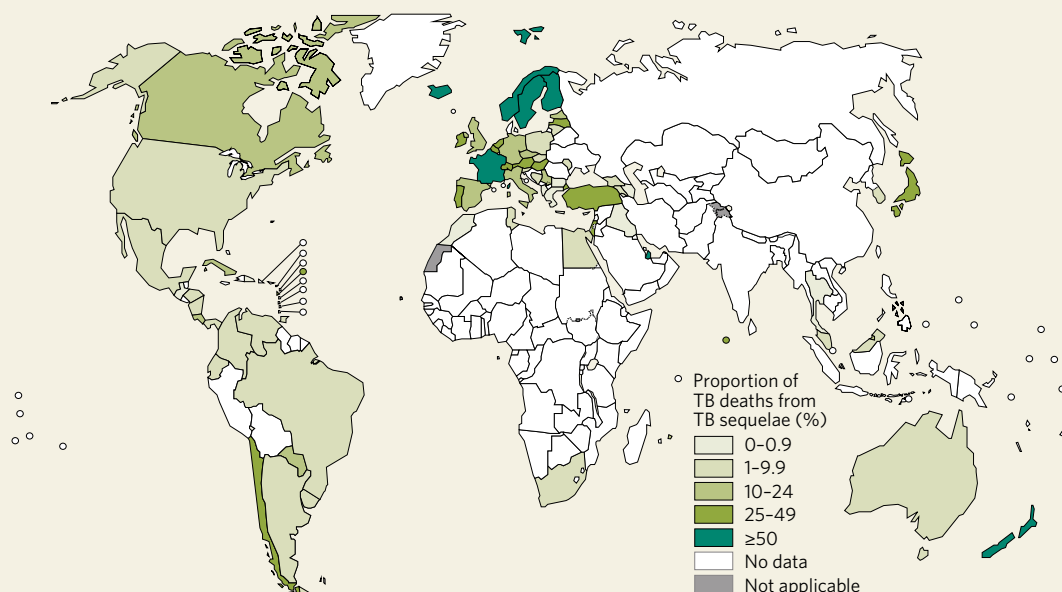 Proportion of
TB deaths from
TB sequelae (%)
0–0.9
1–9.9
10–24
25–49
≥50
No data
Not applicable